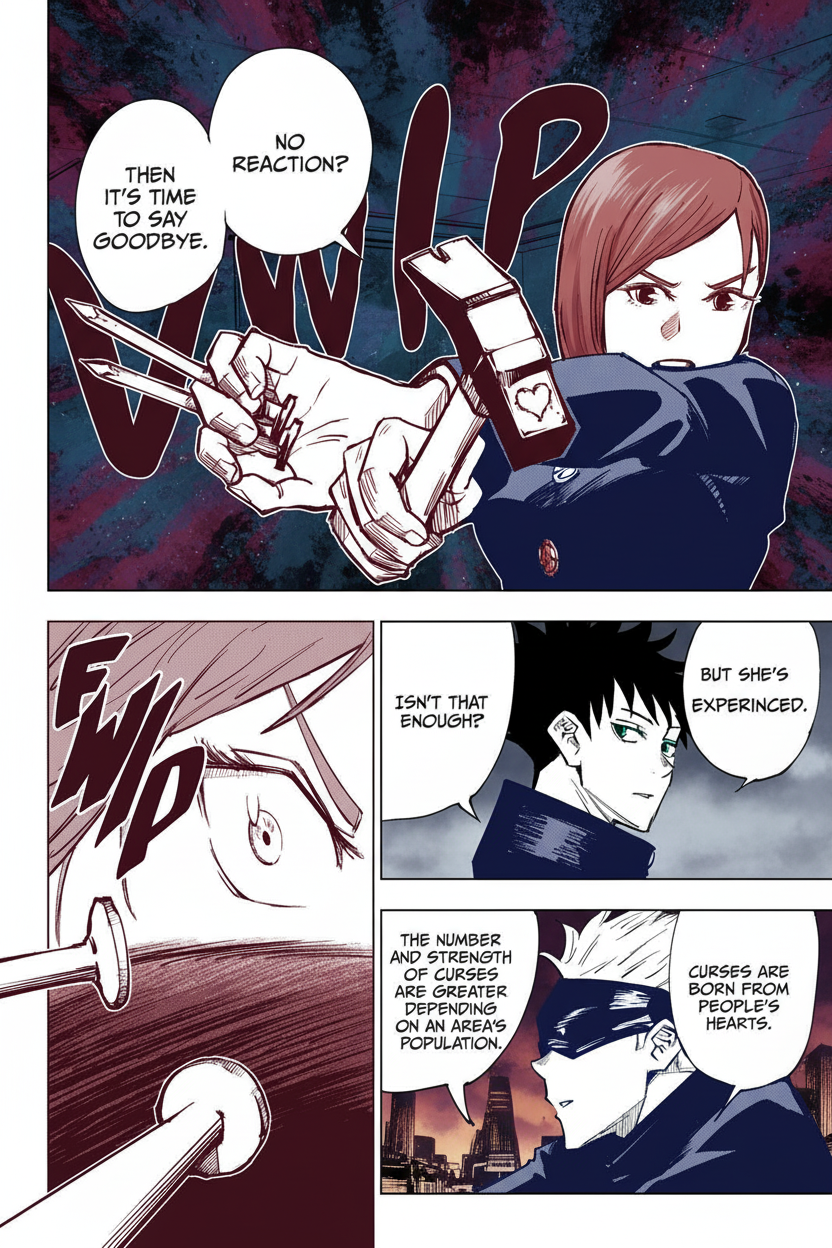 NO
REACTION?
THEN
IT'S TIME
TO SAY
GOODBYE.
VWIP
BUT SHE'S
EXPERINCED.
ISN'T THAT
ENOUGH?
FWIP
CURSES ARE
BORN FROM
PEOPLE'S
HEARTS.
THE NUMBER
AND STRENGTH
OF CURSES
ARE GREATER
DEPENDING
ON AN AREA'S
POPULATION.